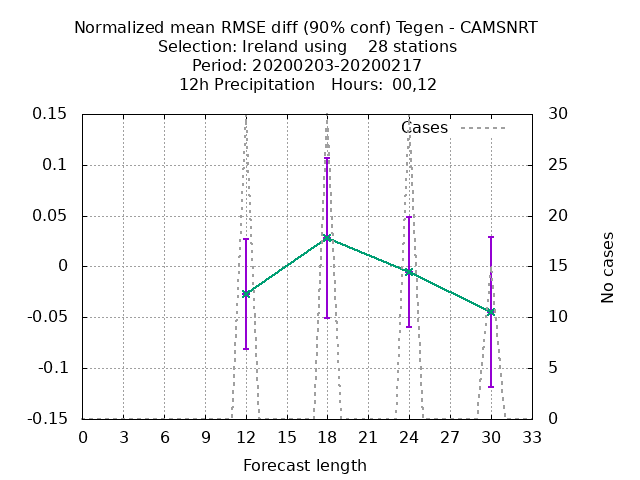 Normalized mean RMSE diff (90% conf) Tegen - CAMSNRT
Selection: Ireland using    28 stations
Period: 20200203-20200217
12h Precipitation   Hours:  00,12
Cases
0.15
0.1
0.05
0
-0.05
-0.1
-0.15
30
25
20
15
10
5
0
No cases
0 3 6 9 12 15 18 21 24 27 30 33
Forecast length